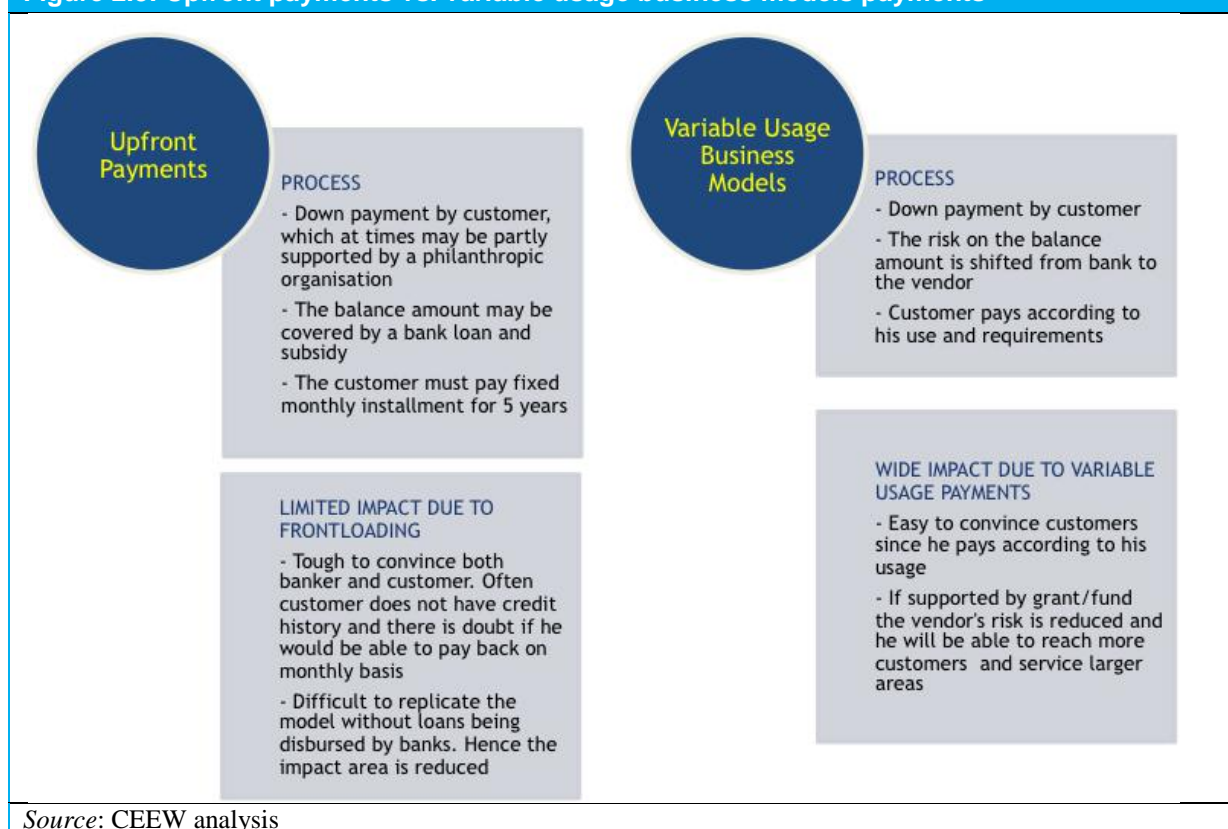 Upfront
Payments
PROCESS
- Down payment by customer,
which at times may be partly
supported by a philanthropic
organisation
- The balance amount may be
covered by a bank loan and
subsidy
- The customer must pay fixed
monthly installment for 5 years
LIMITED IMPACT DUE TO
FRONTLOADING
- Tough to convince both
banker and customer. Often
customer does not have credit
history and there is doubt if he
would be able to pay back on
monthly basis
- Difficult to replicate the
model without loans being
disbursed by banks. Hence the
impact area is reduced
Variable Usage
Business
Models
PROCESS
- Down payment by customer
- The risk on the balance
amount is shifted from bank to
the vendor
- Customer pays according to
his use and requirements
WIDE IMPACT DUE TO VARIABLE
USAGE PAYMENTS
- Easy to convince customers
since he pays according to his
usage
- If supported by grant/fund
the vendor's risk is reduced and
he will be able to reach more
customers and service larger
areas
Source: CEEW analysis